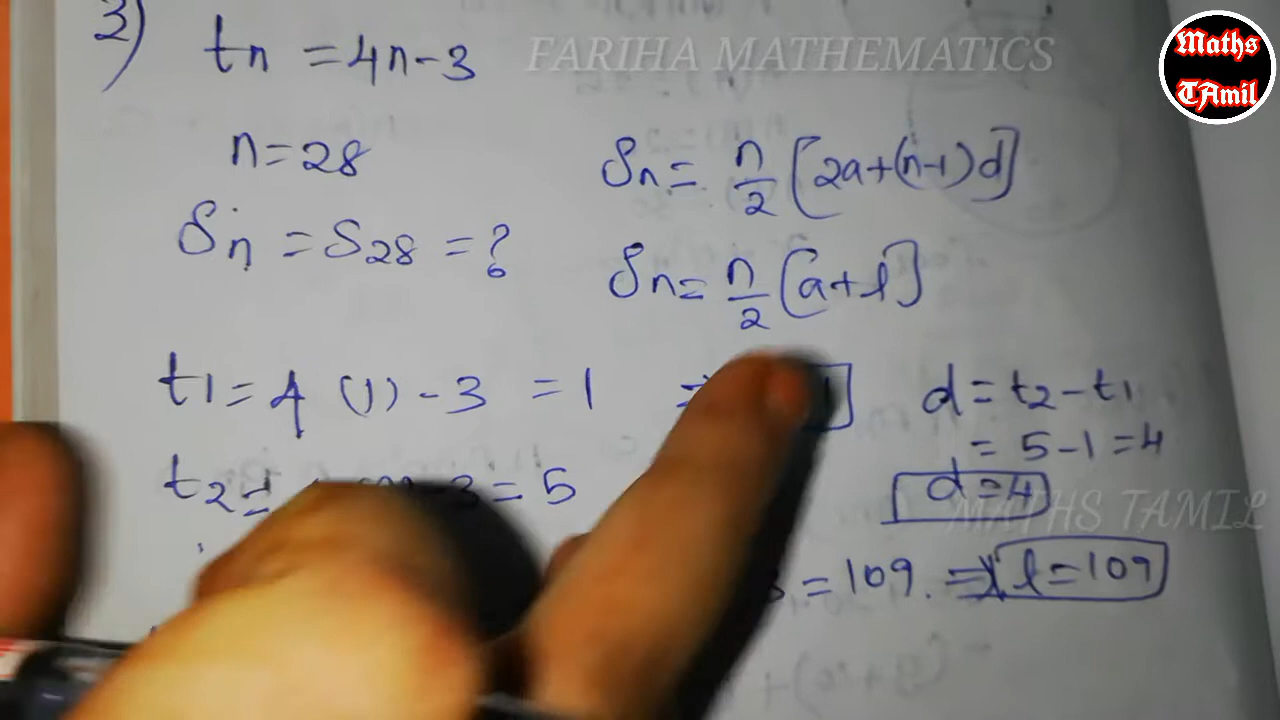 2) tn = 4n-3
FARIHA MATHEMATICS
Maths
TAmil
n=28
Sn = n/2 [2a+(n-1)d]
Sn = S28 = ?
Sn = n/2 [a+l]
t1 = 4 (1) - 3 = 1
d = t2 - t1
= 5-1 = 4
t2 = 3 = 5
d = 4
MATHS TAMIL
= 109. ⇒ l = 109